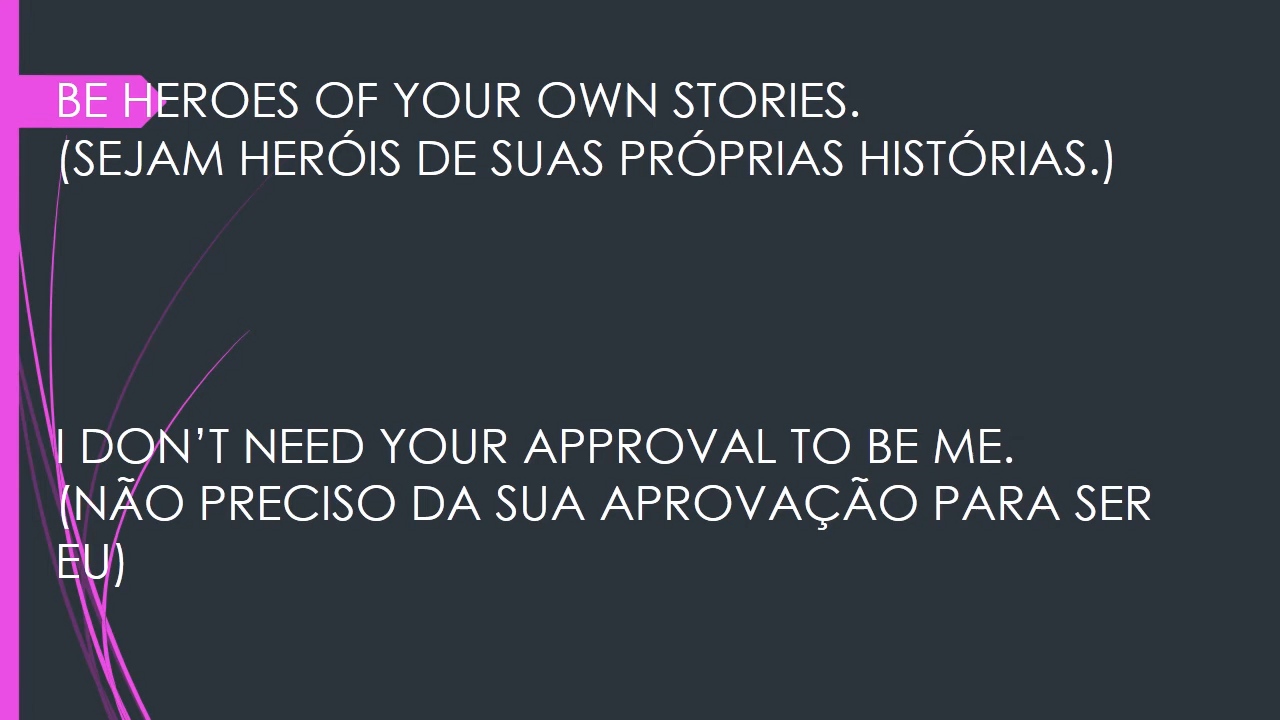 BE HEROES OF YOUR OWN STORIES.
(SEJAM HERÓIS DE SUAS PRÓPRIAS HISTÓRIAS.)
I DON’T NEED YOUR APPROVAL TO BE ME.
(NÃO PRECISO DA SUA APROVAÇÃO PARA SER
EU)